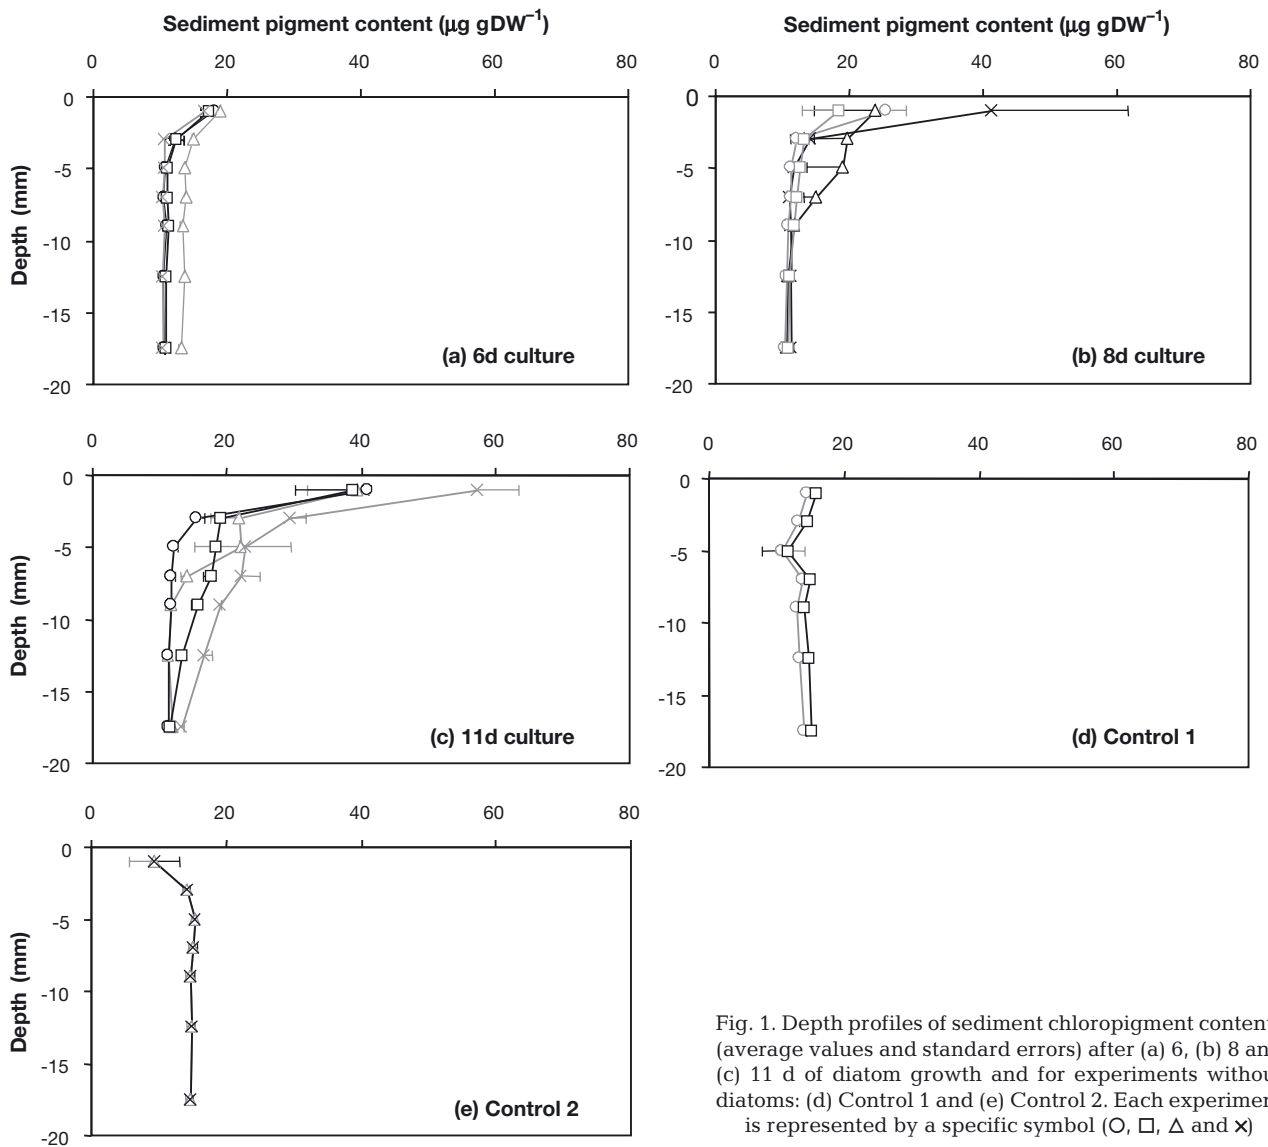 Sediment pigment content (μg gDW⁻¹)
0 20 40 60 80
0
-5
-10
-15
-20
Depth (mm)
(a) 6d culture
Sediment pigment content (μg gDW⁻¹)
0 20 40 60 80
0
-5
-10
-15
-20
(b) 8d culture
0 20 40 60 80
0
-5
-10
-15
-20
Depth (mm)
(c) 11d culture
0 20 40 60 80
0
-5
-10
-15
-20
(d) Control 1
0 20 40 60 80
0
-5
-10
-15
-20
Depth (mm)
(e) Control 2
Fig. 1. Depth profiles of sediment chloropigment content
(average values and standard errors) after (a) 6, (b) 8 an
(c) 11 d of diatom growth and for experiments withou
diatoms: (d) Control 1 and (e) Control 2. Each experimen
is represented by a specific symbol (○, □, △ and ×)